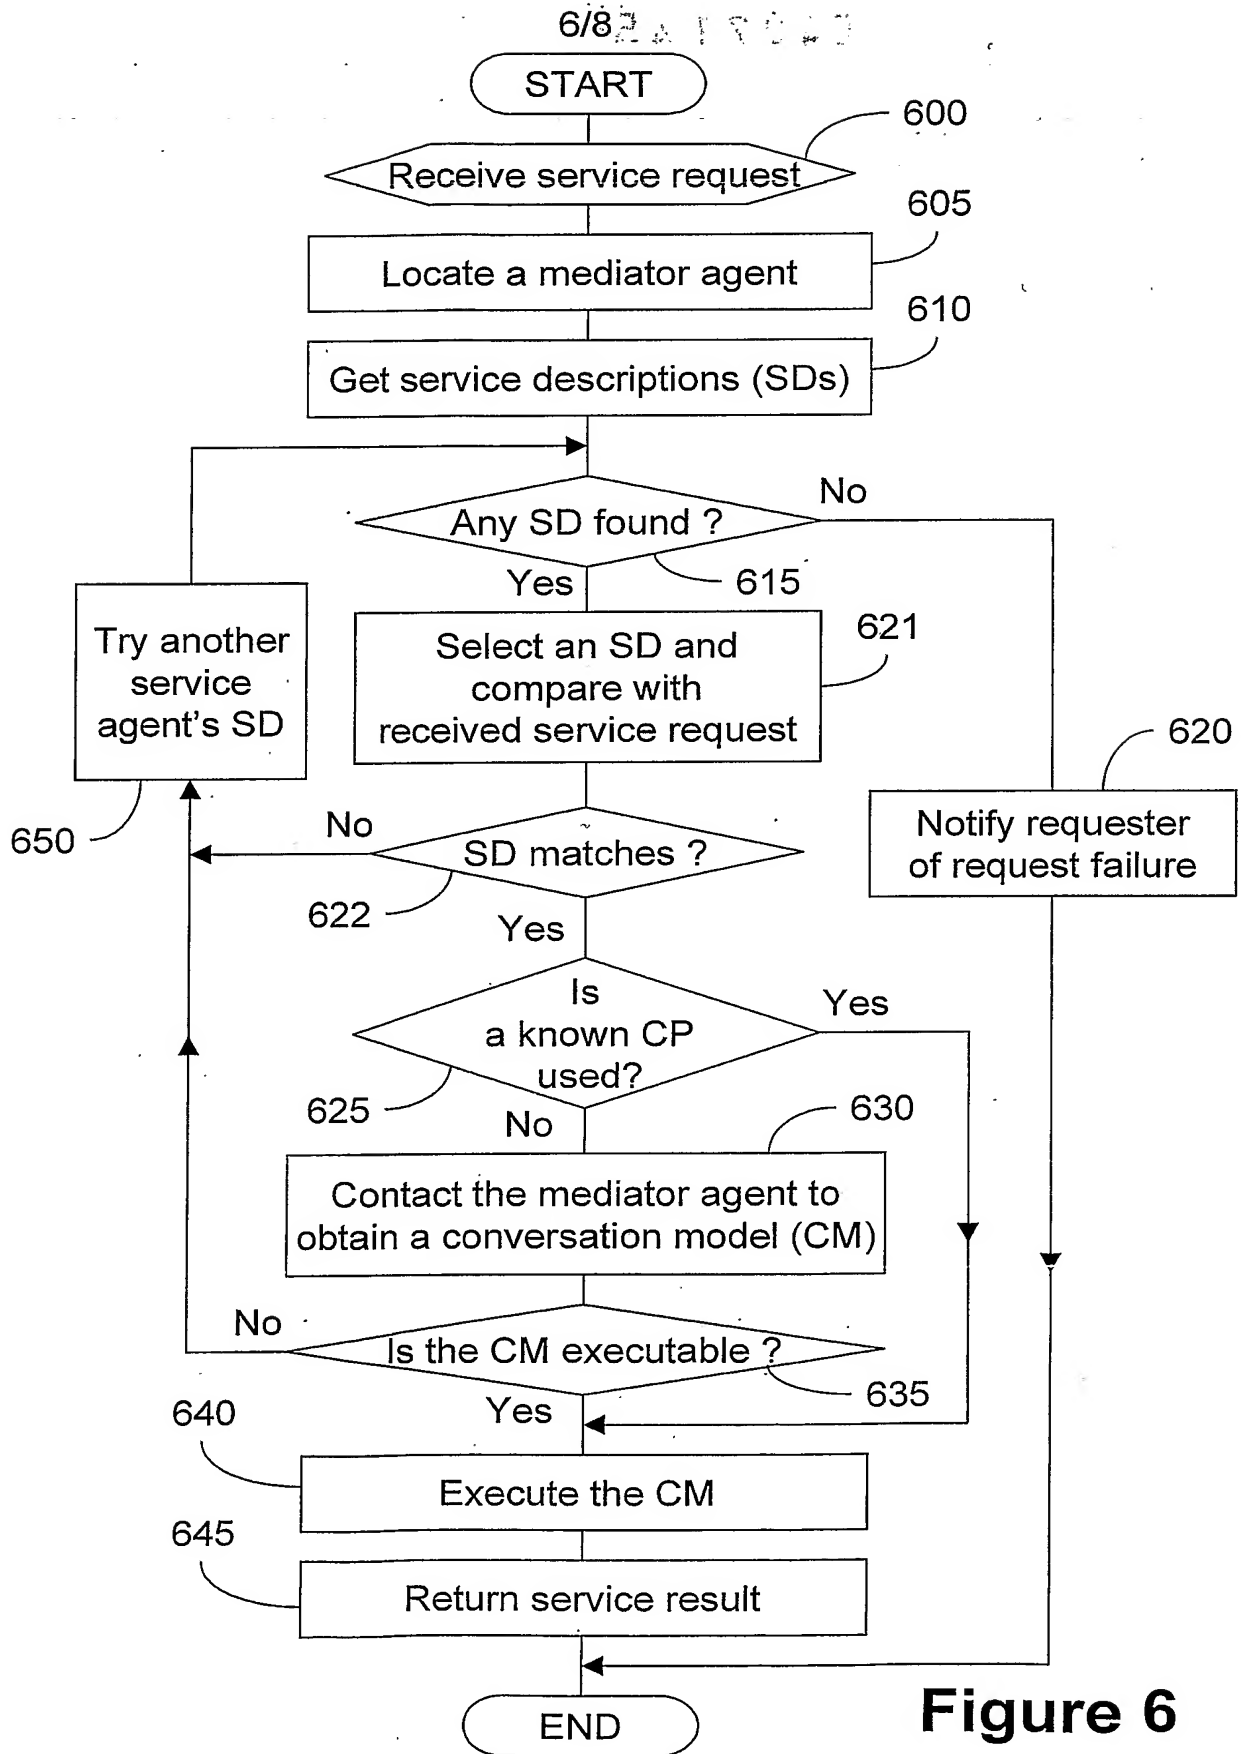 6/8
START
600
Receive service request
605
Locate a mediator agent
610
Get service descriptions (SDs)
No
Any SD found ?
615
Yes
621
Try another
service
agent's SD
Select an SD and
compare with
received service request
620
650
No
Notify requester
of request failure
SD matches ?
622
Yes
Is
a known CP
used?
Yes
625
630
No
Contact the mediator agent to
obtain a conversation model (CM)
No
Is the CM executable ?
635
Yes
640
Execute the CM
645
Return service result
END
Figure 6